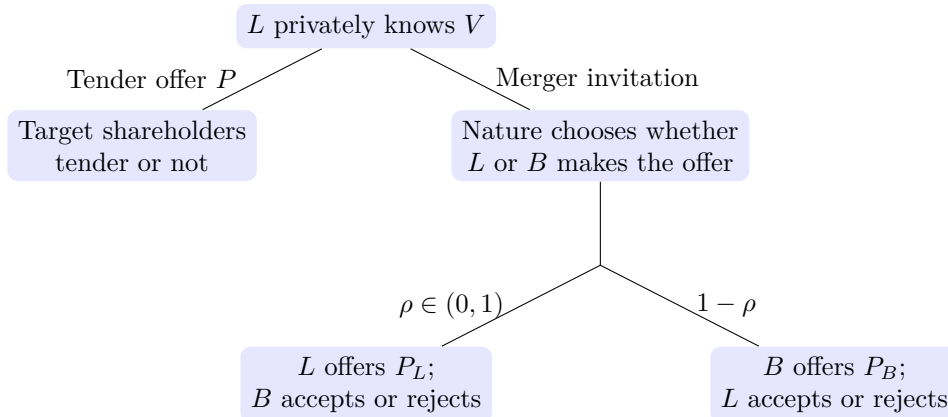 L privately knows V
Tender offer P
Merger invitation
Target shareholders
tender or not
Nature chooses whether
L or B makes the offer
ρ ∈ (0, 1)
1 − ρ
L offers P_L;
B accepts or rejects
B offers P_B;
L accepts or rejects